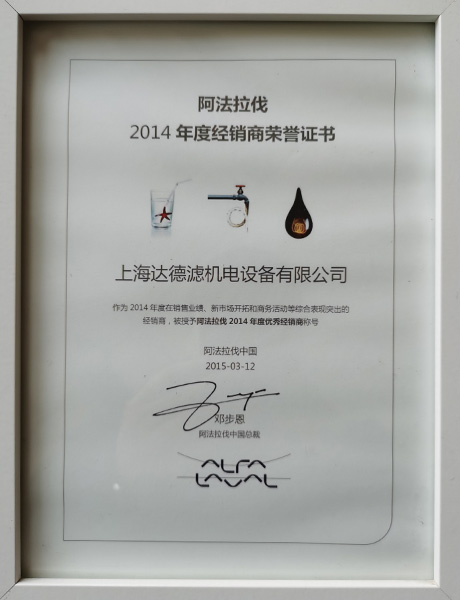 阿法拉伐
2014 年度经销商荣誉证书
上海达德滤机电设备有限公司
作为 2014 年度在销售业绩、新市场开拓和商务活动等综合表现突出的
经销商，被授予阿法拉伐 2014 年度优秀经销商称号
阿法拉伐中国
2015-03-12
邓步恩
阿法拉伐中国总裁
ALFA
LAVAL